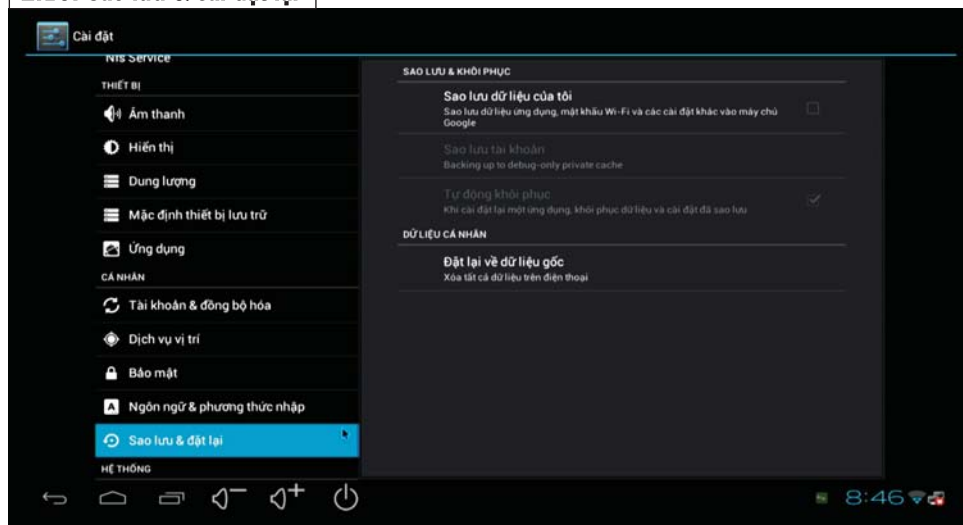 Cài đặt
Nfs Service
THIẾT BỊ
Âm thanh
Hiển thị
Dung lượng
Mặc định thiết bị lưu trữ
Ứng dụng
CÁ NHÂN
Tài khoản & đồng bộ hóa
Dịch vụ vị trí
Bảo mật
Ngôn ngữ & phương thức nhập
Sao lưu & đặt lại
HỆ THỐNG
SAO LƯU & KHÔI PHỤC
Sao lưu dữ liệu của tôi
Sao lưu dữ liệu ứng dụng, mật khẩu Wi-Fi và các cài đặt khác vào máy chủ
Google
Sao lưu tài khoản
Backing up to debug-only private cache
Tự động khôi phục
Khi cài đặt lại một ứng dụng, khôi phục dữ liệu và cài đặt đã sao lưu
DỮ LIỆU CÁ NHÂN
Đặt lại về dữ liệu gốc
Xóa tất cả dữ liệu trên điện thoại
8:46